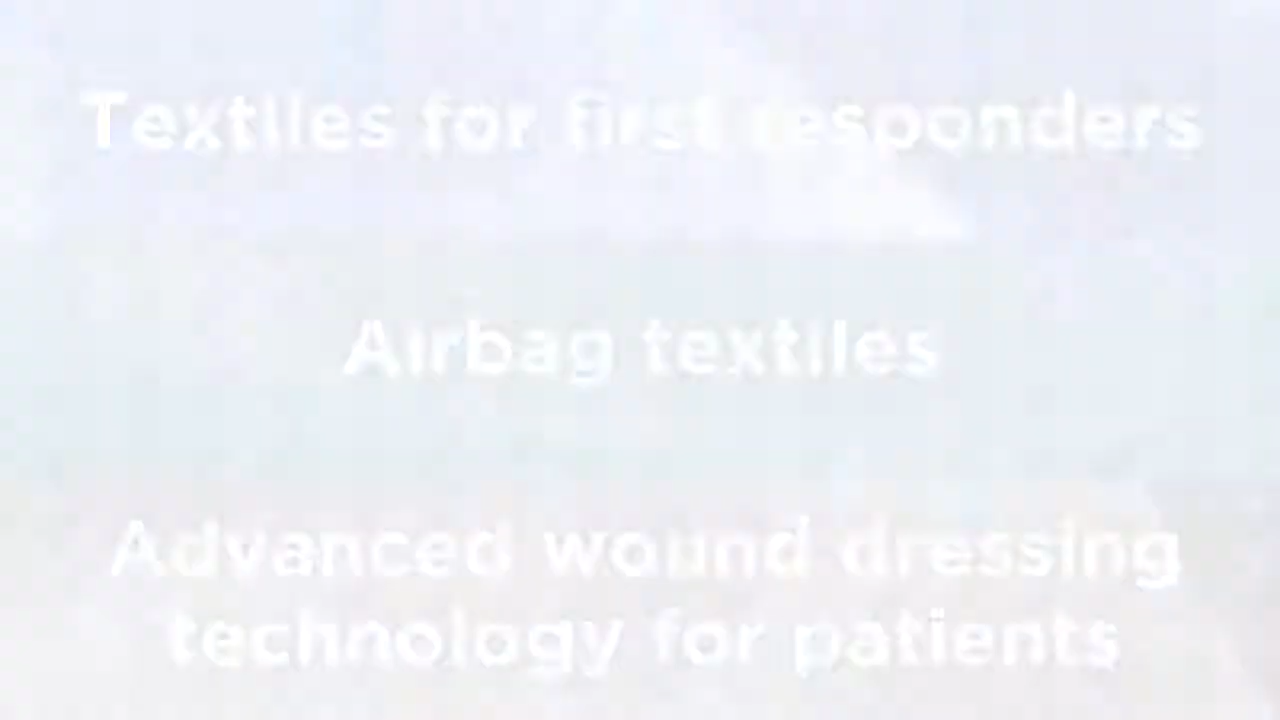 Textiles for first responders
Airbag textiles
Advanced wound dressing
technology for patients